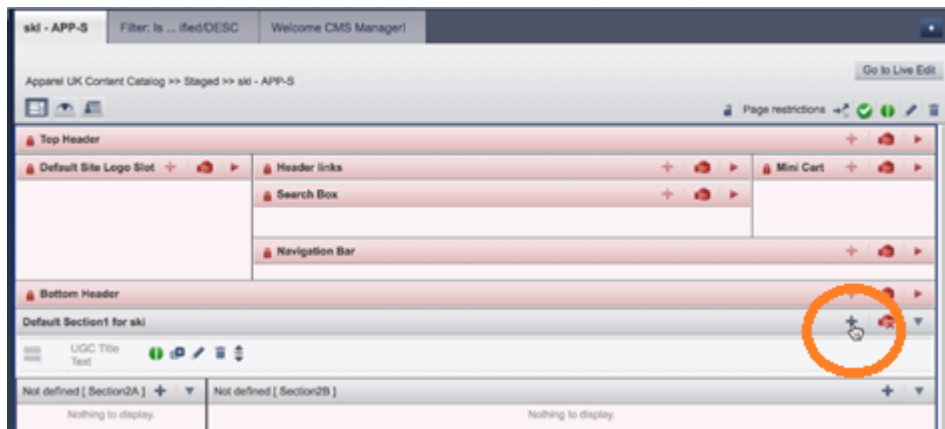 ski - APP-S
Filter: Is ... ified/DESC
Welcome CMS Manager!
Go to Live Edit
Apparel UK Content Catalog >> Staged >> ski - APP-S
Page restrictions
Top Header
Default Site Logo Slot
Header links
Mini Cart
Search Box
Navigation Bar
Bottom Header
Default Section1 for ski
UGC Title
Text
Not defined [ Section2A ]
Not defined [ Section2B ]
Nothing to display.
Nothing to display.